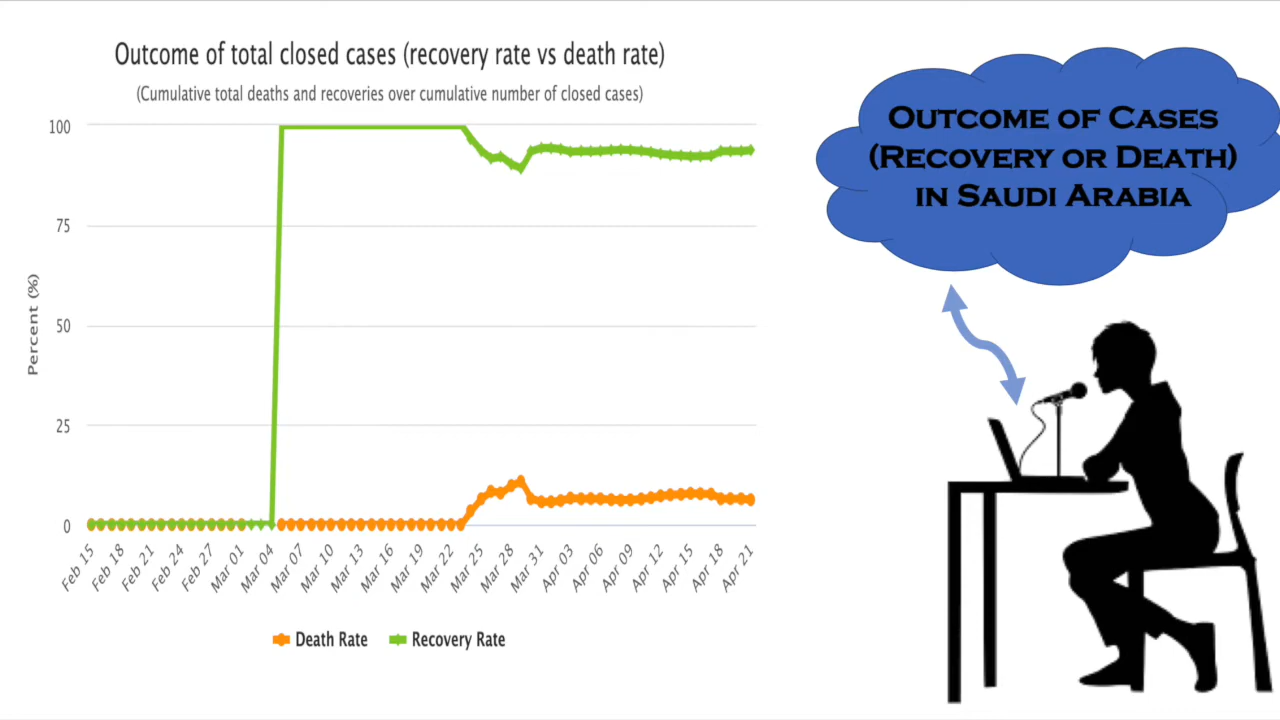 Outcome of total closed cases (recovery rate vs death rate)
(Cumulative total deaths and recoveries over cumulative number of closed cases)
100
75
50
25
0
Percent (%)
Feb 15
Feb 18
Feb 21
Feb 24
Feb 27
Mar 01
Mar 04
Mar 07
Mar 10
Mar 13
Mar 16
Mar 19
Mar 22
Mar 25
Mar 28
Mar 31
Apr 03
Apr 06
Apr 09
Apr 12
Apr 15
Apr 18
Apr 21
Death Rate
Recovery Rate
OUTCOME OF CASES
(RECOVERY OR DEATH)
IN SAUDI ARABIA